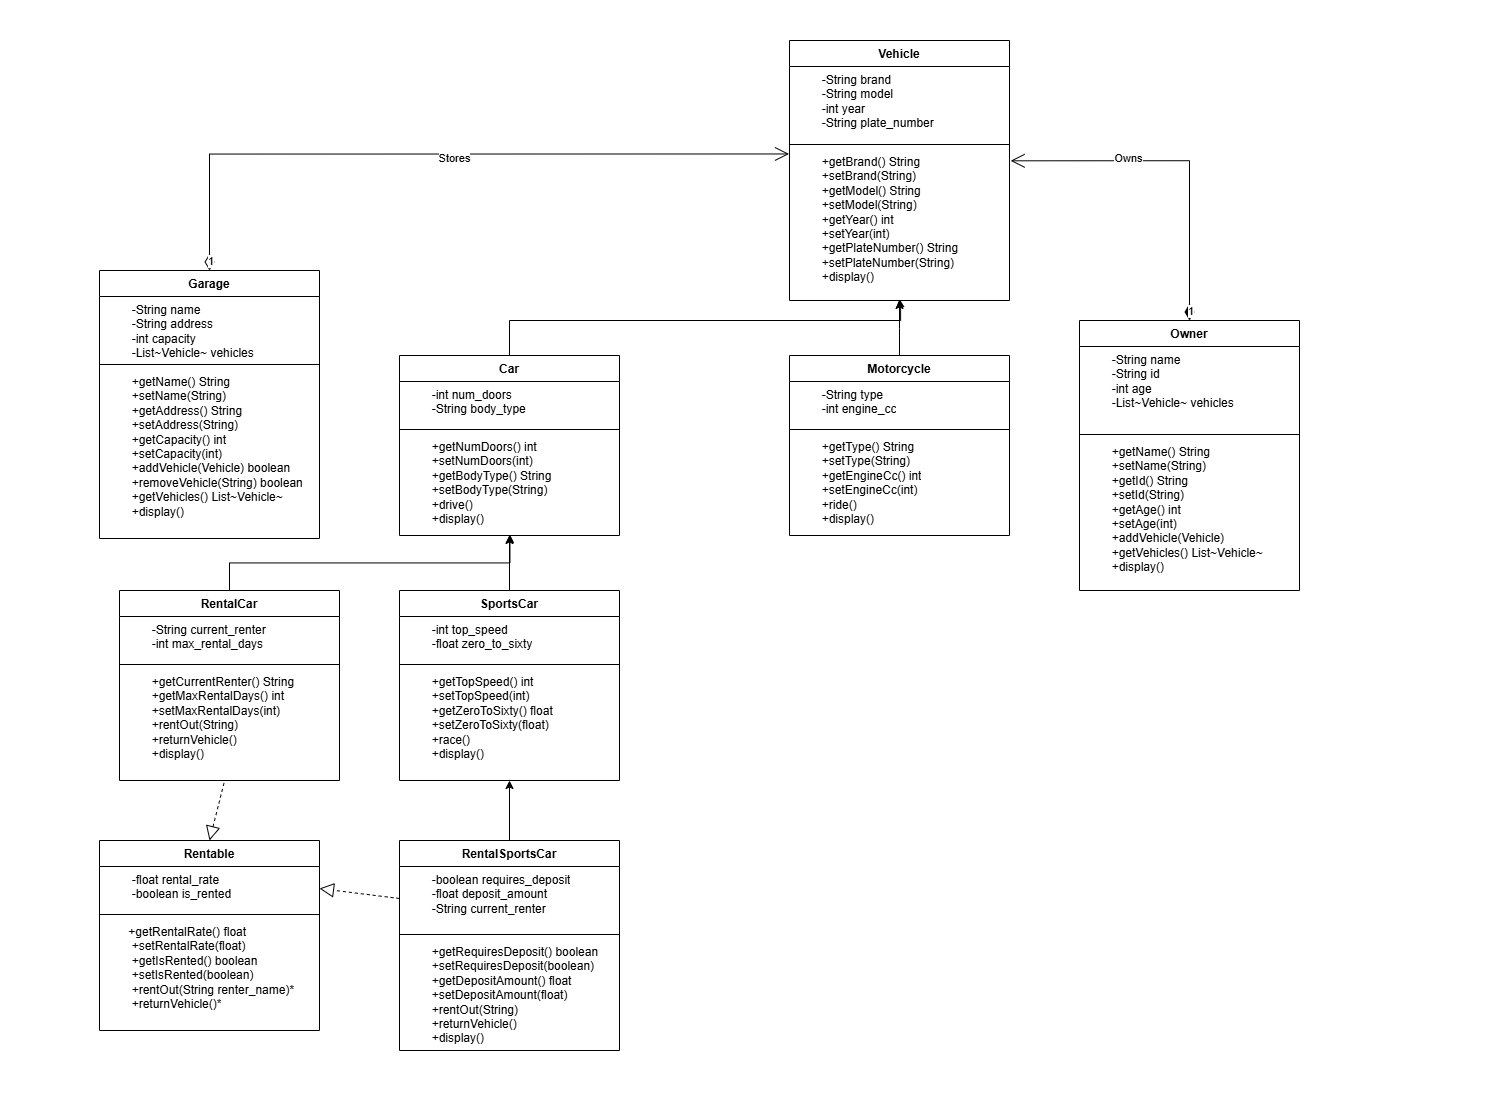 Vehicle
-String brand
-String model
-int year
-String plate_number
+getBrand() String
+setBrand(String)
+getModel() String
+setModel(String)
+getYear() int
+setYear(int)
+getPlateNumber() String
+setPlateNumber(String)
+display()
Stores
Owns
1
1
Garage
-String name
-String address
-int capacity
-List~Vehicle~ vehicles
+getName() String
+setName(String)
+getAddress() String
+setAddress(String)
+getCapacity() int
+setCapacity(int)
+addVehicle(Vehicle) boolean
+removeVehicle(String) boolean
+getVehicles() List~Vehicle~
+display()
Car
-int num_doors
-String body_type
+getNumDoors() int
+setNumDoors(int)
+getBodyType() String
+setBodyType(String)
+drive()
+display()
Motorcycle
-String type
-int engine_cc
+getType() String
+setType(String)
+getEngineCc() int
+setEngineCc(int)
+ride()
+display()
Owner
-String name
-String id
-int age
-List~Vehicle~ vehicles
+getName() String
+setName(String)
+getId() String
+setId(String)
+getAge() int
+setAge(int)
+addVehicle(Vehicle)
+getVehicles() List~Vehicle~
+display()
RentalCar
-String current_renter
-int max_rental_days
+getCurrentRenter() String
+getMaxRentalDays() int
+setMaxRentalDays(int)
+rentOut(String)
+returnVehicle()
+display()
SportsCar
-int top_speed
-float zero_to_sixty
+getTopSpeed() int
+setTopSpeed(int)
+getZeroToSixty() float
+setZeroToSixty(float)
+race()
+display()
Rentable
-float rental_rate
-boolean is_rented
+getRentalRate() float
+setRentalRate(float)
+getIsRented() boolean
+setIsRented(boolean)
+rentOut(String renter_name)*
+returnVehicle()*
RentalSportsCar
-boolean requires_deposit
-float deposit_amount
-String current_renter
+getRequiresDeposit() boolean
+setRequiresDeposit(boolean)
+getDepositAmount() float
+setDepositAmount(float)
+rentOut(String)
+returnVehicle()
+display()